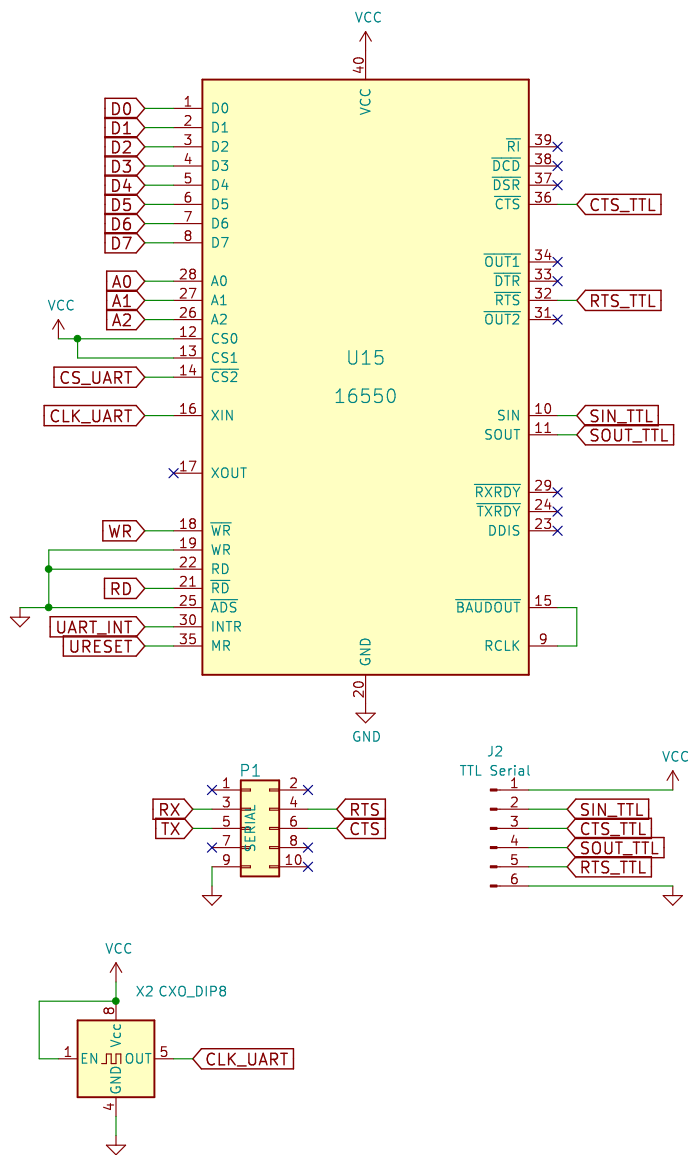 VCC
40
VCC
D0 1 D0
D1 2 D1
D2 3 D2
D3 4 D3
D4 5 D4
D5 6 D5
D6 7 D6
D7 8 D7
RI 39
DCD 38
DSR 37
CTS 36 CTS_TTL
OUT1 34
DTR 33
RTS 32 RTS_TTL
OUT2 31
A0 28 A0
A1 27 A1
A2 26 A2
VCC
12 CS0
13 CS1
CS_UART 14 CS2
CLK_UART 16 XIN
17 XOUT
U15
16550
SIN 10 SIN_TTL
SOUT 11 SOUT_TTL
RXRDY 29
TXRDY 24
DDIS 23
WR 18 WR
19 WR
22 RD
RD 21 RD
25 ADS
UART_INT 30 INTR
URESET 35 MR
BAUDOUT 15
RCLK 9
GND
20
GND
P1
1 2
RX 3 4 RTS
TX 5 6 CTS
7 8
9 10
SERIAL
J2
TTL Serial
VCC
1
2 SIN_TTL
3 CTS_TTL
4 SOUT_TTL
5 RTS_TTL
6
VCC
X2 CXO_DIP8
8
Vcc
1 EN OUT 5 CLK_UART
GND
4